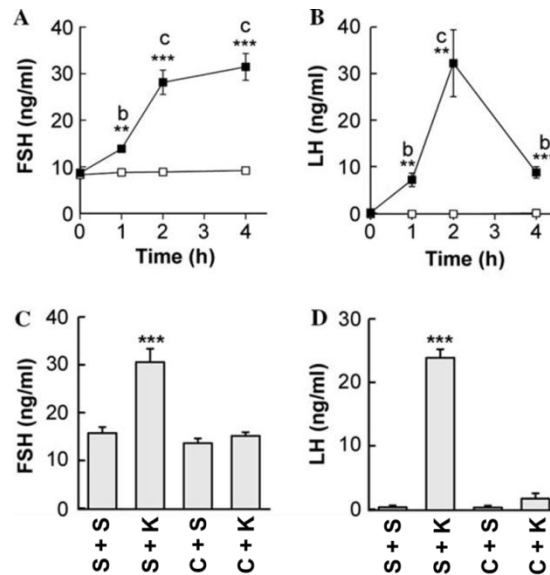 A
FSH (ng/ml)
40
30
20
10
0
b
**
c
***
c
***
0 1 2 3 4
Time (h)
B
LH (ng/ml)
40
30
20
10
0
b
**
c
**
b
***
0 1 2 3 4
Time (h)
C
FSH (ng/ml)
40
30
20
10
0
***
S + S
S + K
C + S
C + K
D
LH (ng/ml)
30
20
10
0
***
S + S
S + K
C + S
C + K